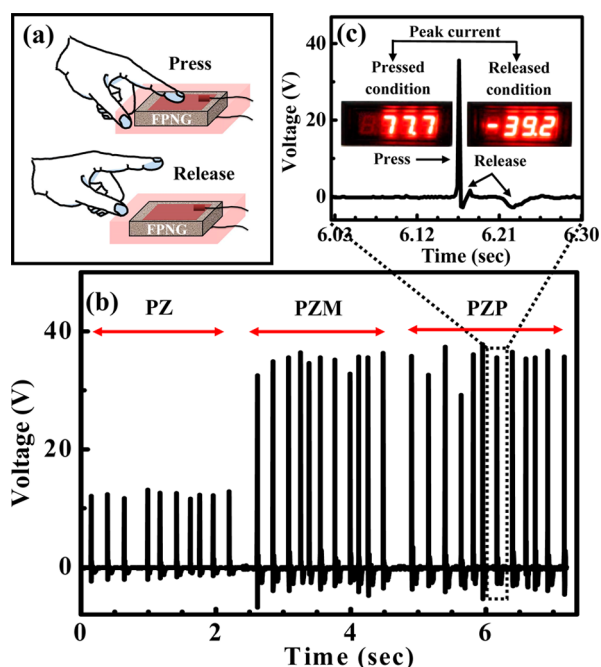 (a)
Press
FPNG
Release
FPNG
(c)
Peak current
Pressed condition
Released condition
77.7
-39.2
Press
Release
Voltage (V)
40
20
0
6.03 6.12 6.21 6.30
Time (sec)
(b)
PZ PZM PZP
Voltage (V)
40
20
0
0 2 4 6
Time (sec)